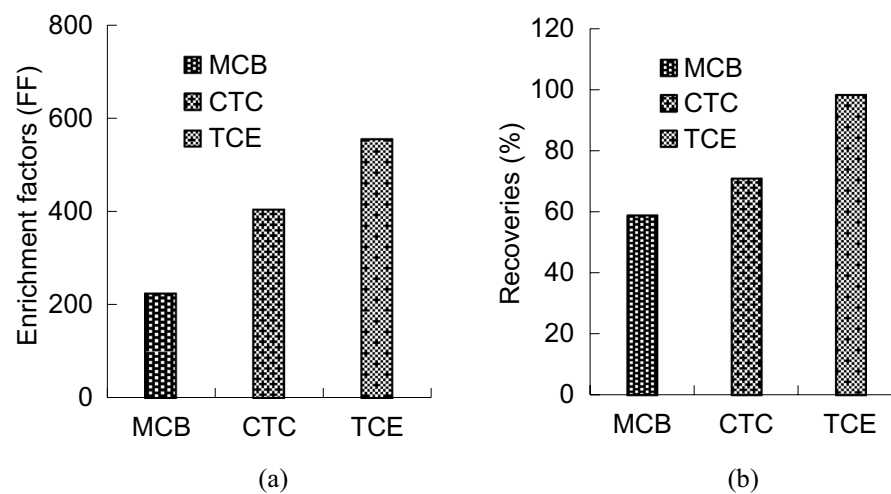 800
600
400
200
0
Enrichment factors (FF)
MCB
CTC
TCE
MCB
CTC
TCE
(a)
120
100
80
60
40
20
0
Recoveries (%)
MCB
CTC
TCE
MCB
CTC
TCE
(b)